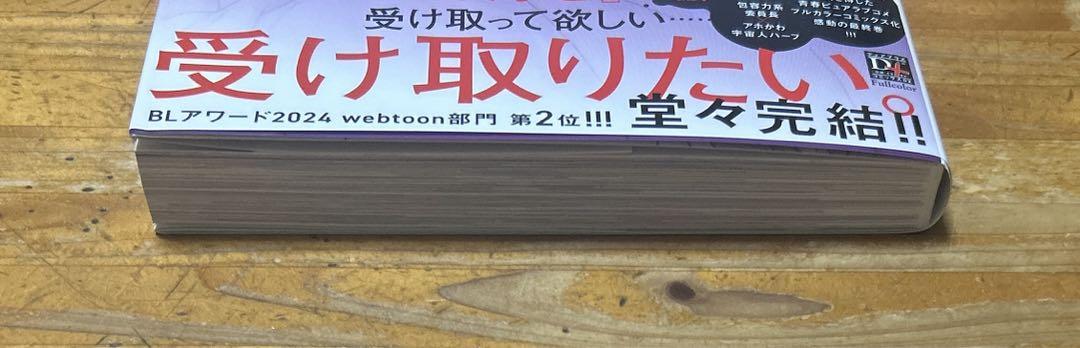 受け取って欲しい……
受け取りたい
BLアワード2024 webtoon部門 第2位!!!
堂々完結!!
包容力系
委員長
アホかわ
宇宙人ハーフ
青春ピュアラブコメ
フルカラーコミックス化
感動の最終巻
!!!
D+
Fullcolor